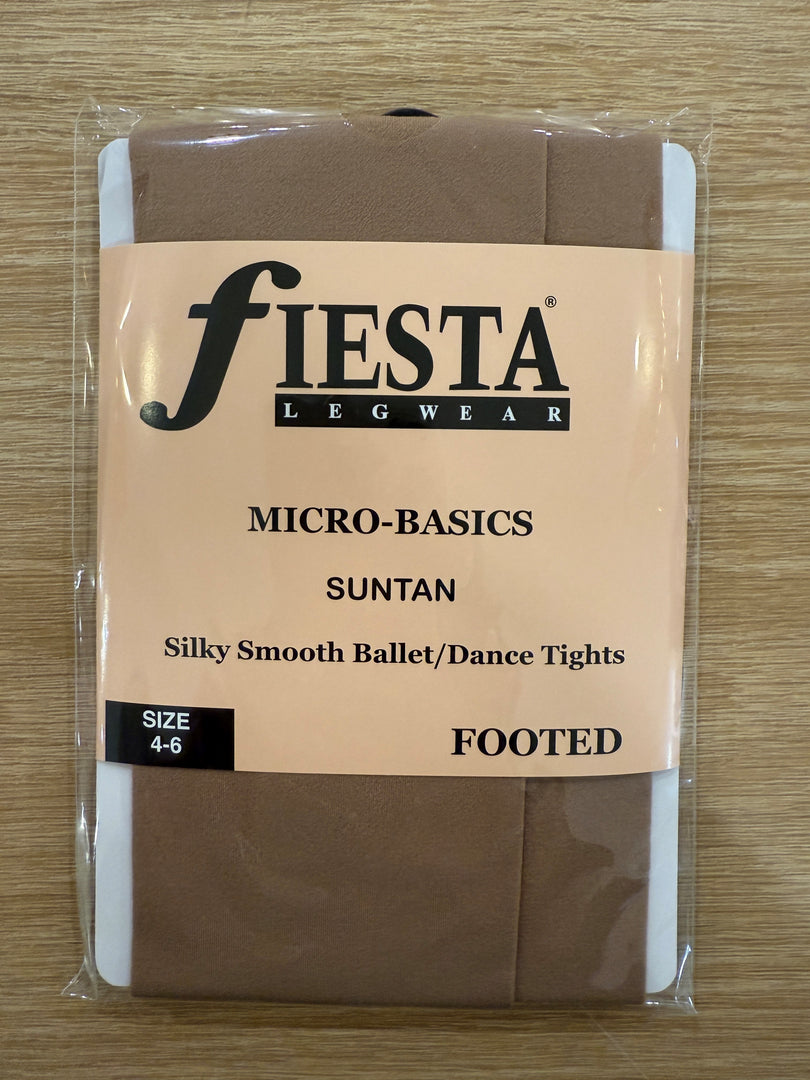 fIESTA®
LEGWEAR
MICRO-BASICS
SUNTAN
Silky Smooth Ballet/Dance Tights
SIZE
4-6
FOOTED